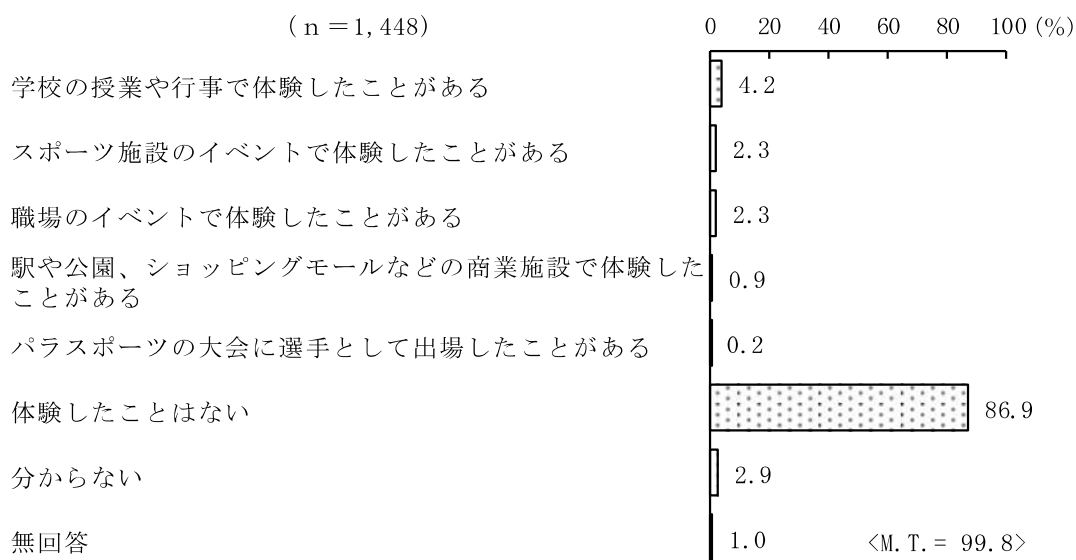 (n=1,448)
0 20 40 60 80 100 (%)
学校の授業や行事で体験したことがある 4.2
スポーツ施設のイベントで体験したことがある 2.3
職場のイベントで体験したことがある 2.3
駅や公園、ショッピングモールなどの商業施設で体験した
ことがある 0.9
パラスポーツの大会に選手として出場したことがある 0.2
体験したことはない 86.9
分からない 2.9
無回答 1.0 <M.T.= 99.8>